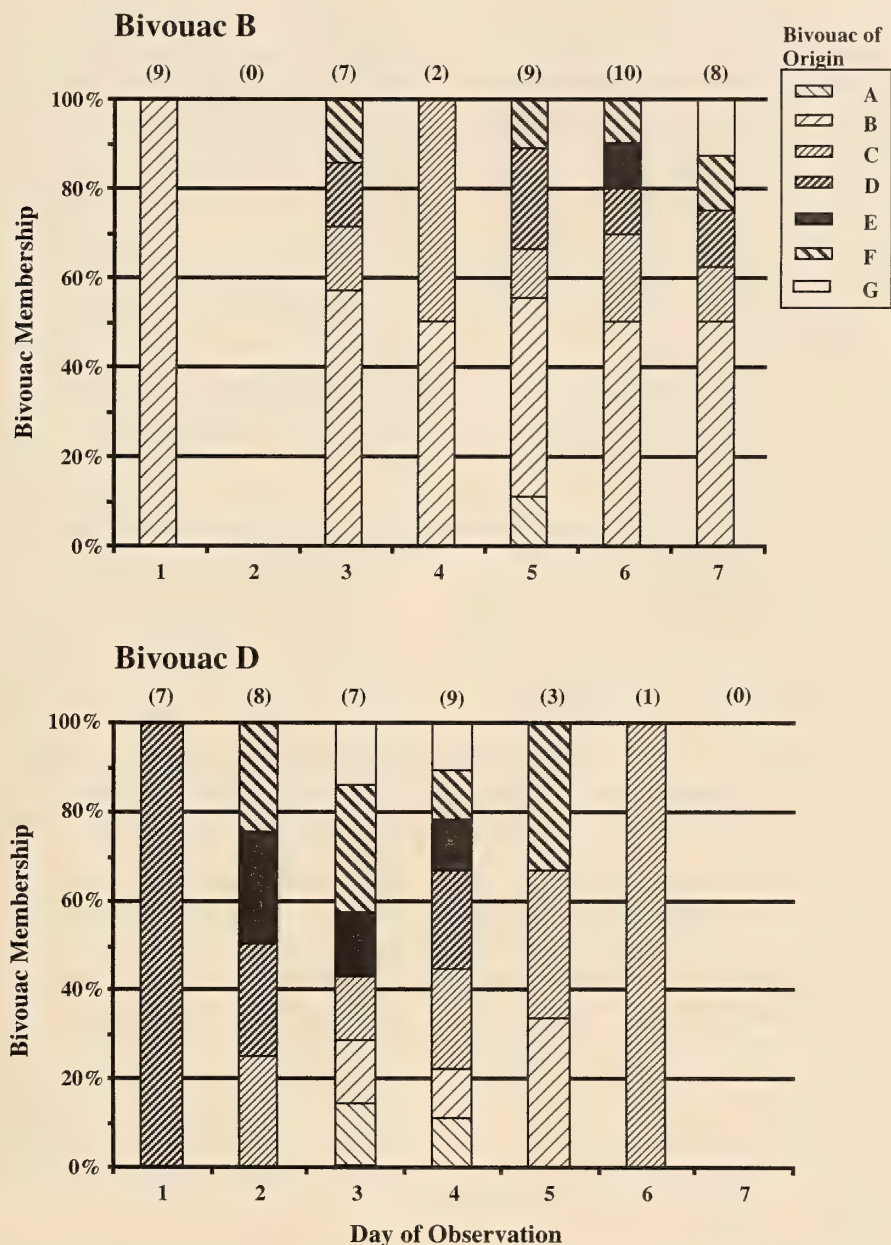 Bivouac B
Bivouac of
Origin
A
B
C
D
E
F
G
(9) (0) (7) (2) (9) (10) (8)
100%
80%
60%
40%
20%
0%
Bivouac Membership
1 2 3 4 5 6 7
Bivouac D
(7) (8) (7) (9) (3) (1) (0)
100%
80%
60%
40%
20%
0%
Bivouac Membership
1 2 3 4 5 6 7
Day of Observation